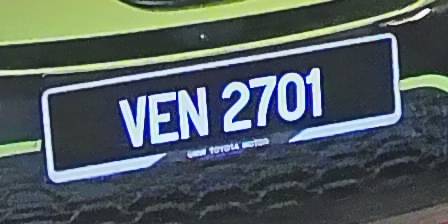 VEN 2701
UMW TOYOTA MOTOR